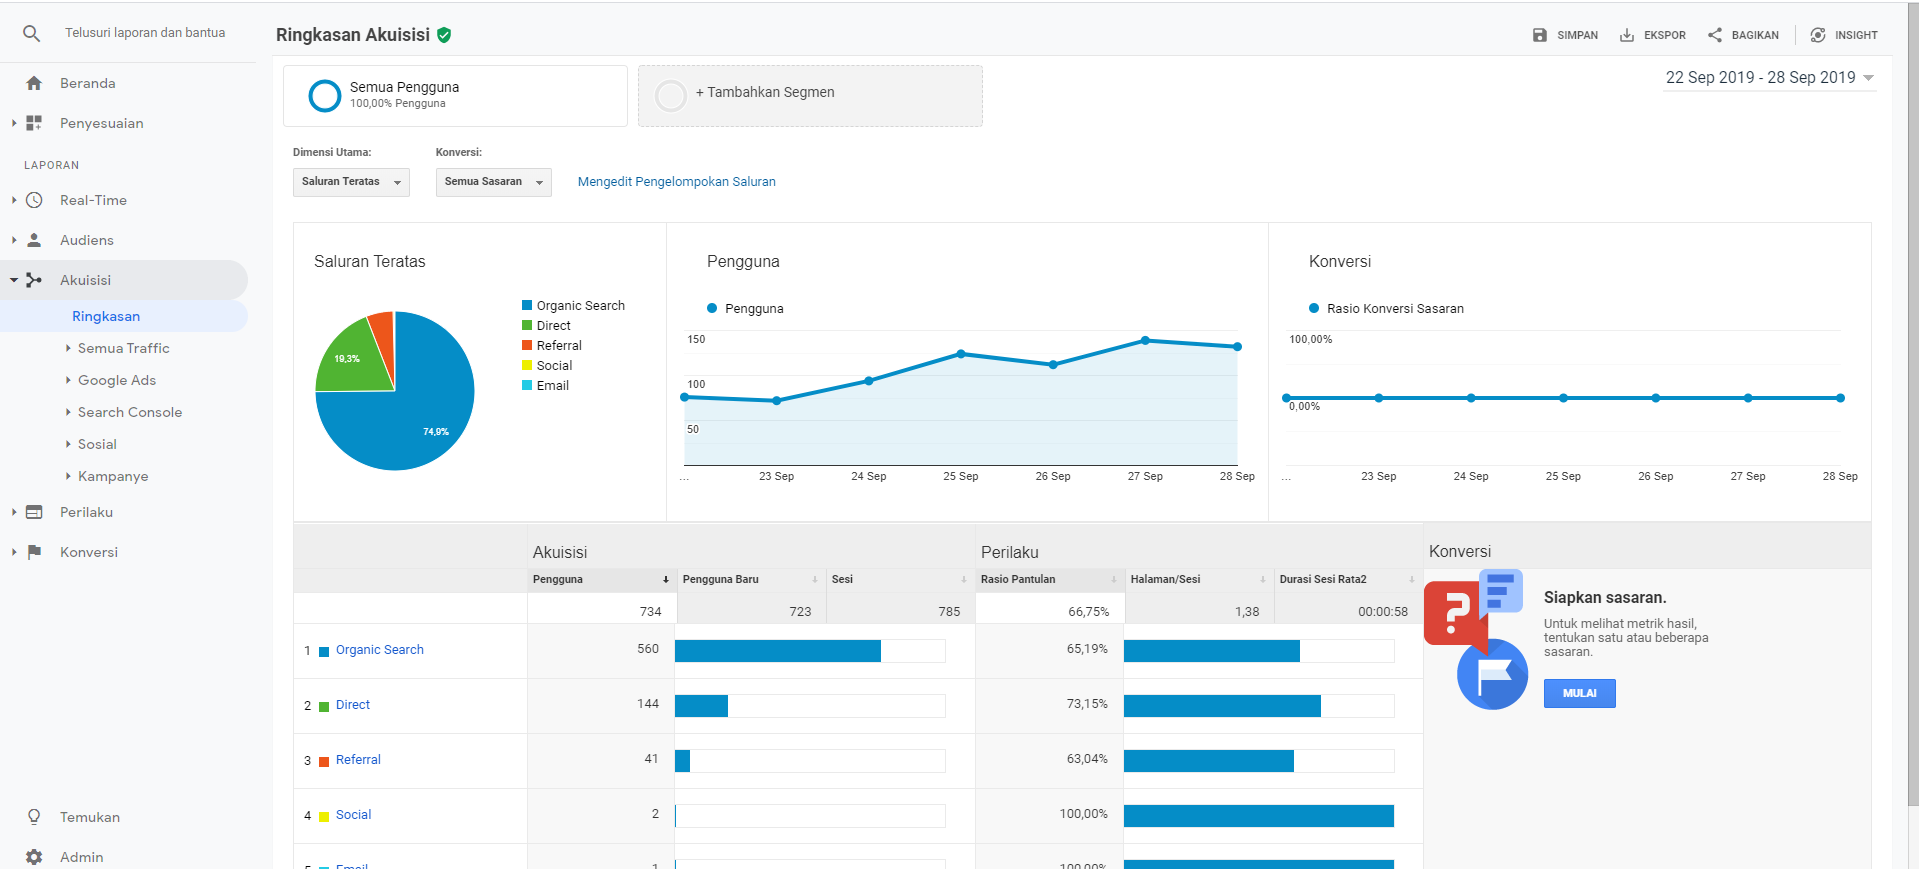 Telusuri laporan dan bantua
Beranda
Penyesuaian
LAPORAN
Real-Time
Audiens
Akuisisi
Ringkasan
Semua Traffic
Google Ads
Search Console
Sosial
Kampanye
Perilaku
Konversi
Temukan
Admin
Ringkasan Akuisisi
SIMPAN EKSPOR BAGIKAN INSIGHT
Semua Pengguna
100,00% Pengguna
+ Tambahkan Segmen
22 Sep 2019 - 28 Sep 2019
Dimensi Utama: Konversi:
Saluran Teratas Semua Sasaran Mengedit Pengelompokan Saluran
Saluran Teratas
Organic Search
Direct
Referral
Social
Email
19,3%
74,9%
Pengguna
Pengguna
150
100
50
... 23 Sep 24 Sep 25 Sep 26 Sep 27 Sep 28 Sep
Konversi
Rasio Konversi Sasaran
100,00%
0,00%
... 23 Sep 24 Sep 25 Sep 26 Sep 27 Sep 28 Sep
Akuisisi Perilaku Konversi
Pengguna Pengguna Baru Sesi Rasio Pantulan Halaman/Sesi Durasi Sesi Rata2
734 723 785 66,75% 1,38 00:00:58
1 Organic Search 560 65,19%
2 Direct 144 73,15%
3 Referral 41 63,04%
4 Social 2 100,00%
5 Email 1 100,00%
?
Siapkan sasaran.
Untuk melihat metrik hasil,
tentukan satu atau beberapa
sasaran.
MULAI